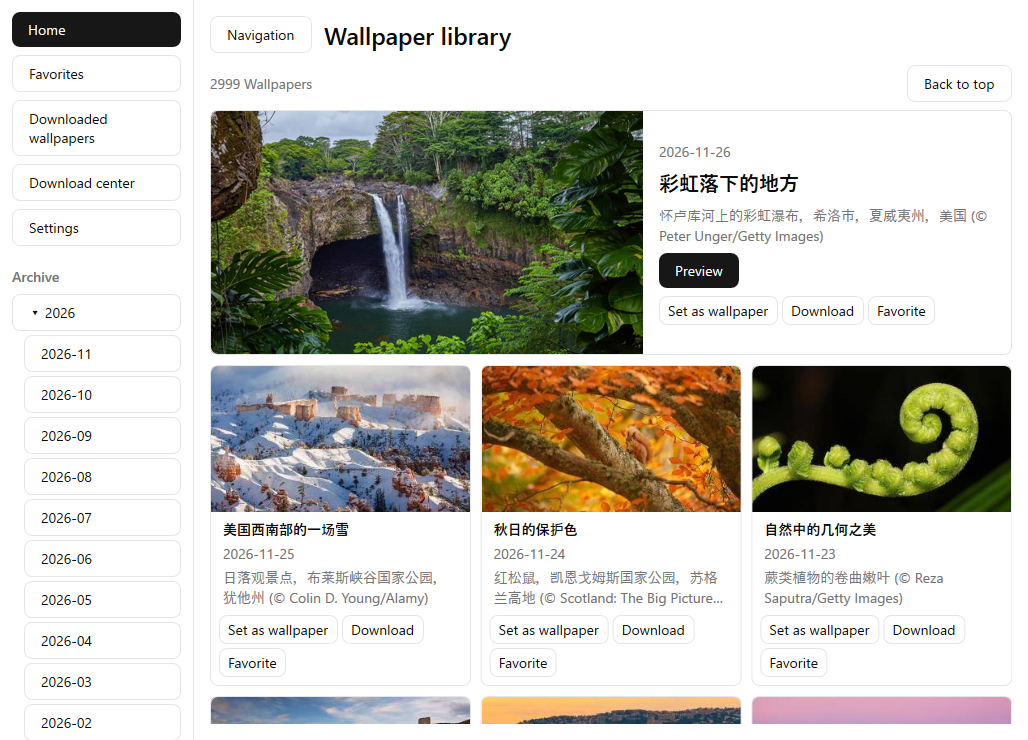 Home
Favorites
Downloaded
wallpapers
Download center
Settings
Archive
▾ 2026
2026-11
2026-10
2026-09
2026-08
2026-07
2026-06
2026-05
2026-04
2026-03
2026-02
Navigation
Wallpaper library
2999 Wallpapers
Back to top
2026-11-26
彩虹落下的地方
怀卢库河上的彩虹瀑布，希洛市，夏威夷州，美国 (©
Peter Unger/Getty Images)
Preview
Set as wallpaper
Download
Favorite
美国西南部的一场雪
2026-11-25
日落观景点，布莱斯峡谷国家公园，
犹他州 (© Colin D. Young/Alamy)
Set as wallpaper
Download
Favorite
秋日的保护色
2026-11-24
红松鼠，凯恩戈姆斯国家公园，苏格
兰高地 (© Scotland: The Big Picture...
Set as wallpaper
Download
Favorite
自然中的几何之美
2026-11-23
蕨类植物的卷曲嫩叶 (© Reza
Saputra/Getty Images)
Set as wallpaper
Download
Favorite